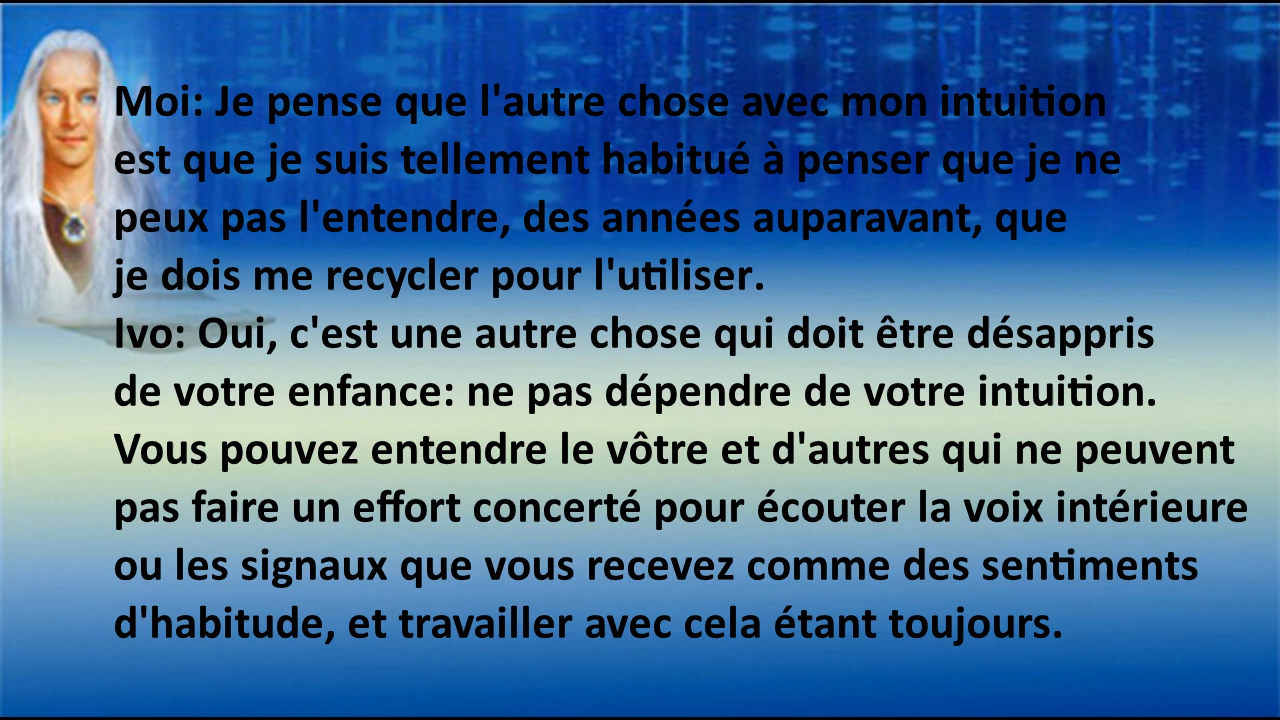 Moi: Je pense que l'autre chose avec mon intuition
est que je suis tellement habitué à penser que je ne
peux pas l'entendre, des années auparavant, que
je dois me recycler pour l'utiliser.
Ivo: Oui, c'est une autre chose qui doit être désappris
de votre enfance: ne pas dépendre de votre intuition.
Vous pouvez entendre le vôtre et d'autres qui ne peuvent
pas faire un effort concerté pour écouter la voix intérieure
ou les signaux que vous recevez comme des sentiments
d'habitude, et travailler avec cela étant toujours.